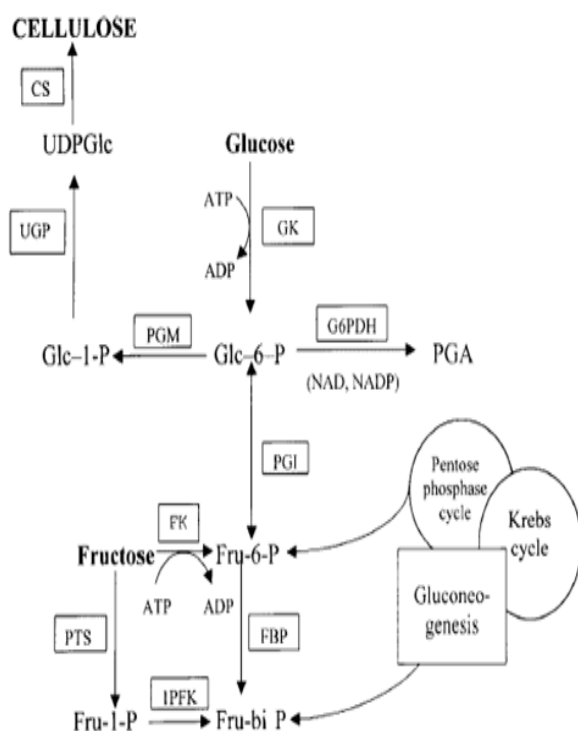 CELLULOSE
CS
UDPGlc
Glucose
ATP
UGP
GK
ADP
PGM
G6PDH
Glc-1-P
Glc-6-P
PGA
(NAD, NADP)
PGI
Pentose
phosphase
cycle
Krebs
cycle
FK
Fructose
Fru-6-P
ATP
ADP
Gluconeo-
genesis
PTS
FBP
1PFK
Fru-1-P
Fru-bi P